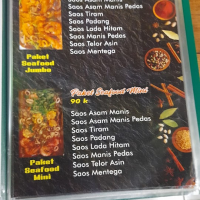 Saos Asam Manis
Saos Asam Manis Pedas
Saos Tiram
Saos Padang
Saos Lada Hitam
Saos Manis Pedas
Saos Telor Asin
Saos Mentega
Paket
Seafood
Jumbo
Paket Seafood Mini
90 k
Saos Asam Manis
Saos Asam Manis Pedas
Saos Tiram
Saos Padang
Saos Lada Hitam
Saos Manis Pedas
Saos Telor Asin
Saos Mentega
Paket
Seafood
Mini